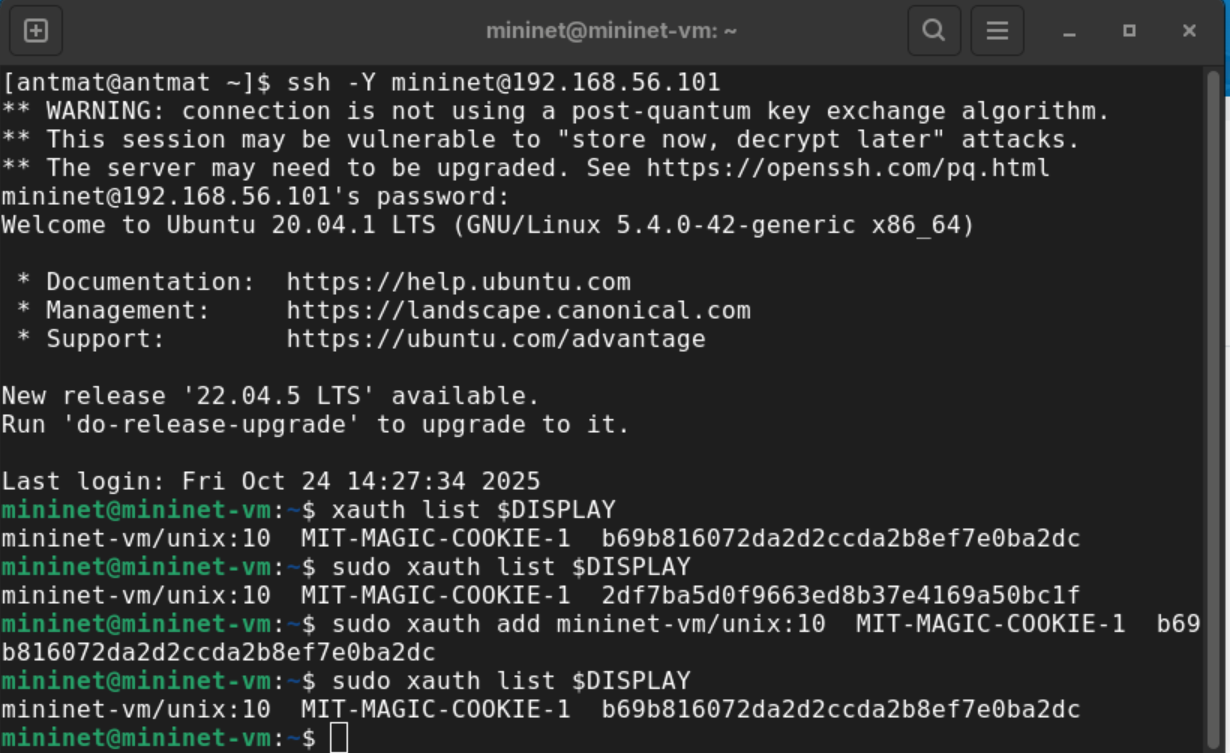 mininet@mininet-vm: ~
[antmat@antmat ~]$ ssh -Y mininet@192.168.56.101
** WARNING: connection is not using a post-quantum key exchange algorithm.
** This session may be vulnerable to "store now, decrypt later" attacks.
** The server may need to be upgraded. See https://openssh.com/pq.html
mininet@192.168.56.101's password:
Welcome to Ubuntu 20.04.1 LTS (GNU/Linux 5.4.0-42-generic x86_64)
* Documentation:  https://help.ubuntu.com
* Management:     https://landscape.canonical.com
* Support:        https://ubuntu.com/advantage
New release '22.04.5 LTS' available.
Run 'do-release-upgrade' to upgrade to it.
Last login: Fri Oct 24 14:27:34 2025
mininet@mininet-vm:~$ xauth list $DISPLAY
mininet-vm/unix:10  MIT-MAGIC-COOKIE-1  b69b816072da2d2ccda2b8ef7e0ba2dc
mininet@mininet-vm:~$ sudo xauth list $DISPLAY
mininet-vm/unix:10  MIT-MAGIC-COOKIE-1  2df7ba5d0f9663ed8b37e4169a50bc1f
mininet@mininet-vm:~$ sudo xauth add mininet-vm/unix:10  MIT-MAGIC-COOKIE-1  b69
b816072da2d2ccda2b8ef7e0ba2dc
mininet@mininet-vm:~$ sudo xauth list $DISPLAY
mininet-vm/unix:10  MIT-MAGIC-COOKIE-1  b69b816072da2d2ccda2b8ef7e0ba2dc
mininet@mininet-vm:~$